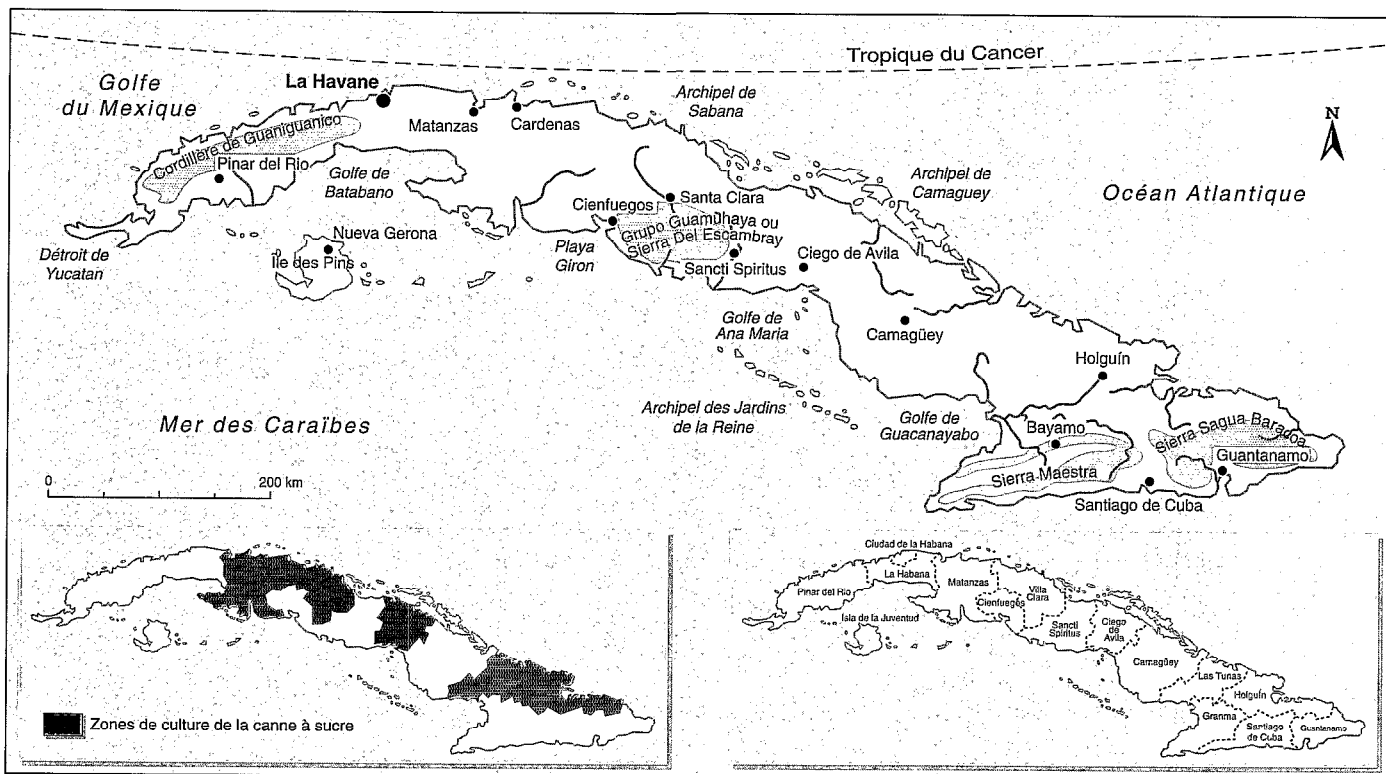 Tropique du Cancer
Golfe
du Mexique
La Havane
Matanzas
Cardenas
Archipel de
Sabana
N
Cordillère de Guaniguanico
Pinar del Rio
Golfe de
Batabano
Archipel de
Camaguey
Océan Atlantique
Santa Clara
Cienfuegos
Grupo Guamuhaya ou
Sierra Del Escambray
Nueva Gerona
Ile des Pins
Détroit de
Yucatan
Playa
Giron
Sancti Spiritus
Ciego de Avila
Golfe de
Ana Maria
Camagüey
Holguín
Mer des Caraïbes
Archipel des Jardins
de la Reine
Golfe de
Guacanayabo
Bayamo
Sierra Sagua-Baracoa
Guantanamo
Sierra Maestra
Santiago de Cuba
0
200 km
Zones de culture de la canne à sucre
Ciudad de la Habana
La Habana
Pinar del Rio
Matanzas
Villa
Clara
Cienfuegos
Isla de la Juventud
Sancti
Spiritus
Ciego
de
Avila
Camagüey
Las Tunas
Holguín
Granma
Santiago
de Cuba
Guantanamo